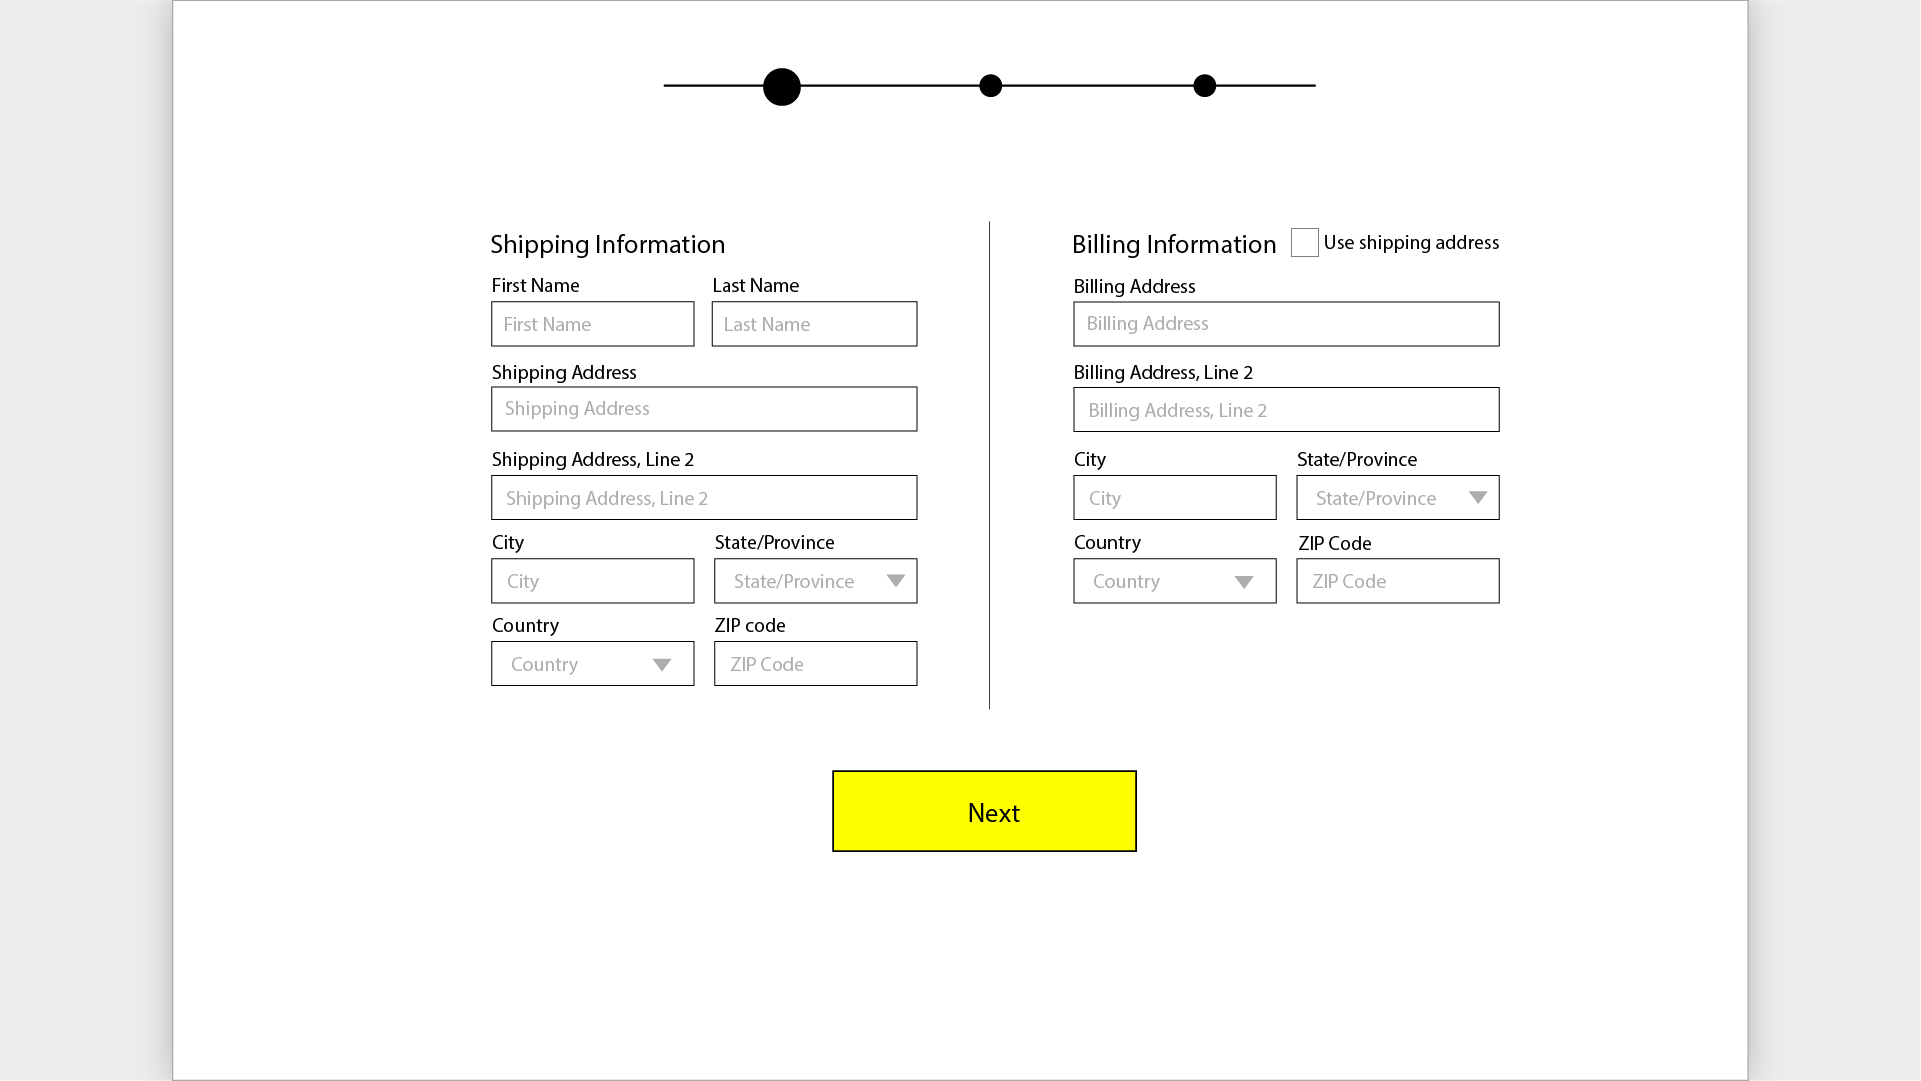 Shipping Information
First Name Last Name
First Name Last Name
Shipping Address
Shipping Address
Shipping Address, Line 2
Shipping Address, Line 2
City State/Province
City State/Province
Country ZIP code
Country ZIP Code
Billing Information Use shipping address
Billing Address
Billing Address
Billing Address, Line 2
Billing Address, Line 2
City State/Province
City State/Province
Country ZIP Code
Country ZIP Code
Next